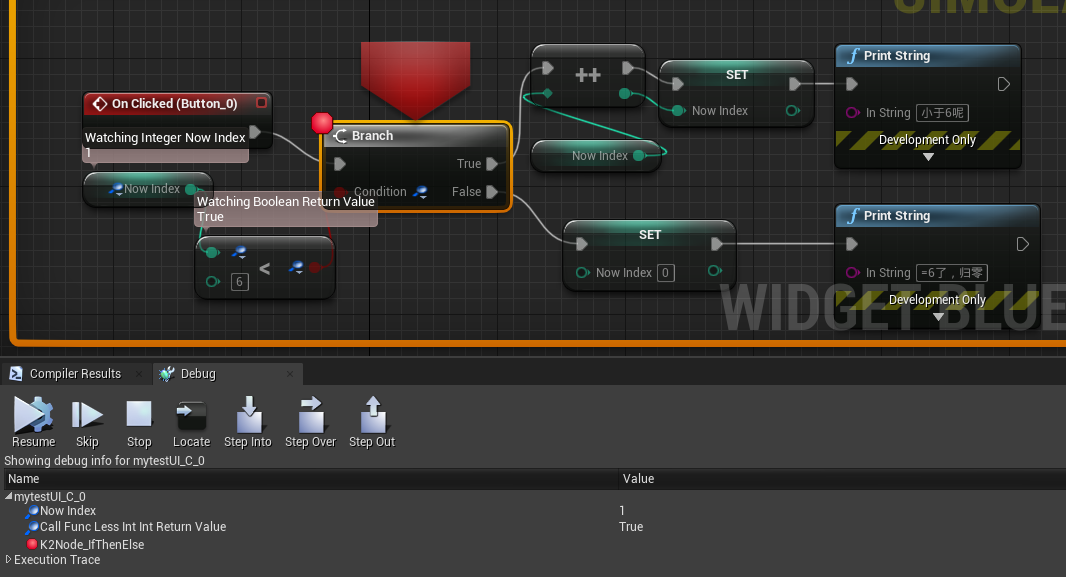 SIMULA
On Clicked (Button_0)
Watching Integer Now Index
1
Now Index
Branch
True
Condition
False
Watching Boolean Return Value
True
<
6
++
SET
Now Index
Now Index
Print String
In String 小于6呢
Development Only
SET
Now Index 0
Print String
In String =6了，归零
Development Only
WIDGET BLUE
Compiler Results
Debug
Resume
Skip
Stop
Locate
Step Into
Step Over
Step Out
Showing debug info for mytestUI_C_0
Name Value
mytestUI_C_0
Now Index 1
Call Func Less Int Int Return Value True
K2Node_IfThenElse
Execution Trace